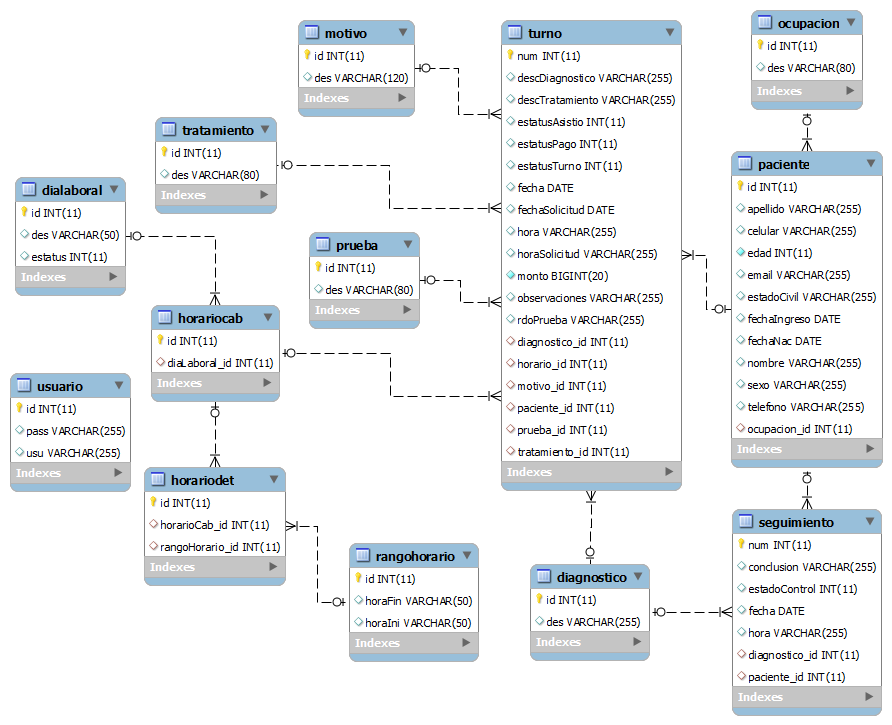 motivo
id INT(11)
des VARCHAR(120)
Indexes
turno
num INT(11)
descDiagnostico VARCHAR(255)
descTratamiento VARCHAR(255)
estatusAsistio INT(11)
estatusPago INT(11)
estatusTurno INT(11)
fecha DATE
fechaSolicitud DATE
hora VARCHAR(255)
horaSolicitud VARCHAR(255)
monto BIGINT(20)
observaciones VARCHAR(255)
rdoPrueba VARCHAR(255)
diagnostico_id INT(11)
horario_id INT(11)
motivo_id INT(11)
paciente_id INT(11)
prueba_id INT(11)
tratamiento_id INT(11)
Indexes
ocupacion
id INT(11)
des VARCHAR(80)
Indexes
tratamiento
id INT(11)
des VARCHAR(80)
Indexes
paciente
id INT(11)
apellido VARCHAR(255)
celular VARCHAR(255)
edad INT(11)
email VARCHAR(255)
estadoCivil VARCHAR(255)
fechaIngreso DATE
fechaNac DATE
nombre VARCHAR(255)
sexo VARCHAR(255)
telefono VARCHAR(255)
ocupacion_id INT(11)
Indexes
dialaboral
id INT(11)
des VARCHAR(50)
estatus INT(11)
Indexes
prueba
id INT(11)
des VARCHAR(80)
Indexes
horariocab
id INT(11)
diaLaboral_id INT(11)
Indexes
usuario
id INT(11)
pass VARCHAR(255)
usu VARCHAR(255)
Indexes
horariodet
id INT(11)
horarioCab_id INT(11)
rangoHorario_id INT(11)
Indexes
rangohorario
id INT(11)
horaFin VARCHAR(50)
horaIni VARCHAR(50)
Indexes
diagnostico
id INT(11)
des VARCHAR(255)
Indexes
seguimiento
num INT(11)
conclusion VARCHAR(255)
estadoControl INT(11)
fecha DATE
hora VARCHAR(255)
diagnostico_id INT(11)
paciente_id INT(11)
Indexes